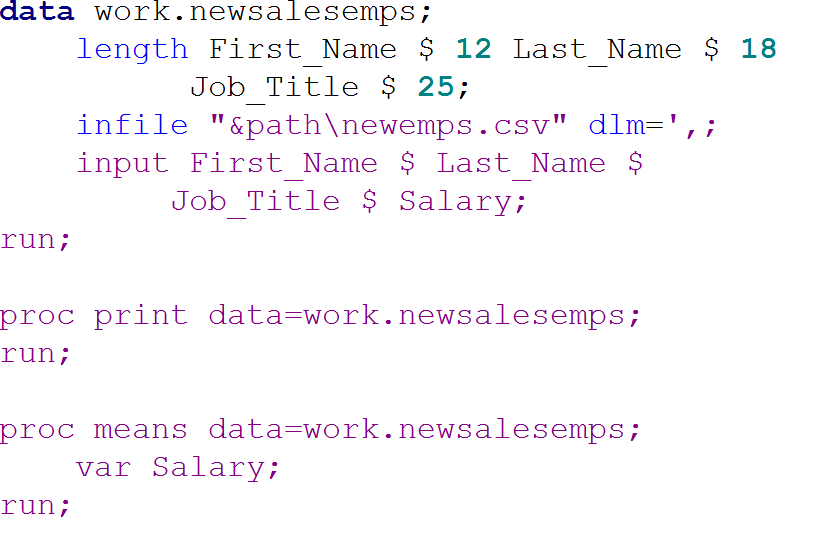 data work.newsalesemps;
    length First_Name $ 12 Last_Name $ 18
          Job_Title $ 25;
    infile "&path\newemps.csv" dlm=',;
    input First_Name $ Last_Name $
         Job_Title $ Salary;
run;

proc print data=work.newsalesemps;
run;

proc means data=work.newsalesemps;
    var Salary;
run;